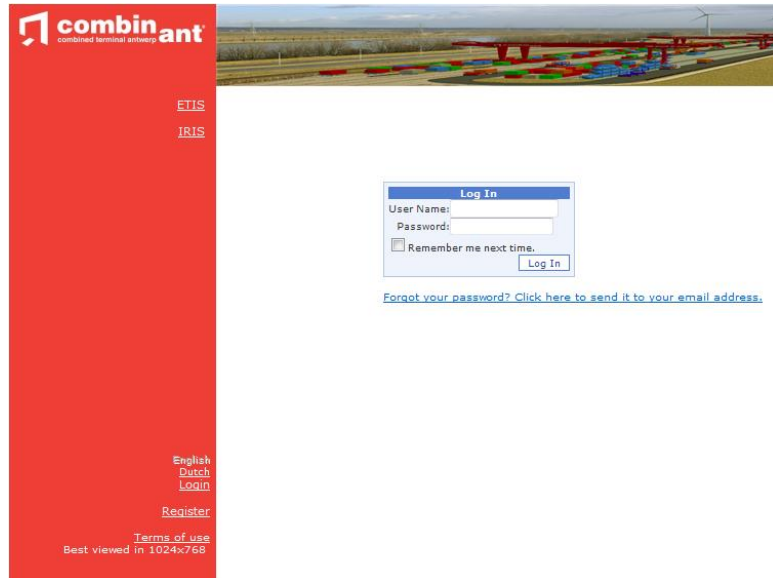 combinant
combined terminal antwerp
ETIS
IRIS
Log In
User Name:
Password:
Remember me next time.
Log In
Forgot your password? Click here to send it to your email address.
English
Dutch
Login
Register
Terms of use
Best viewed in 1024x768